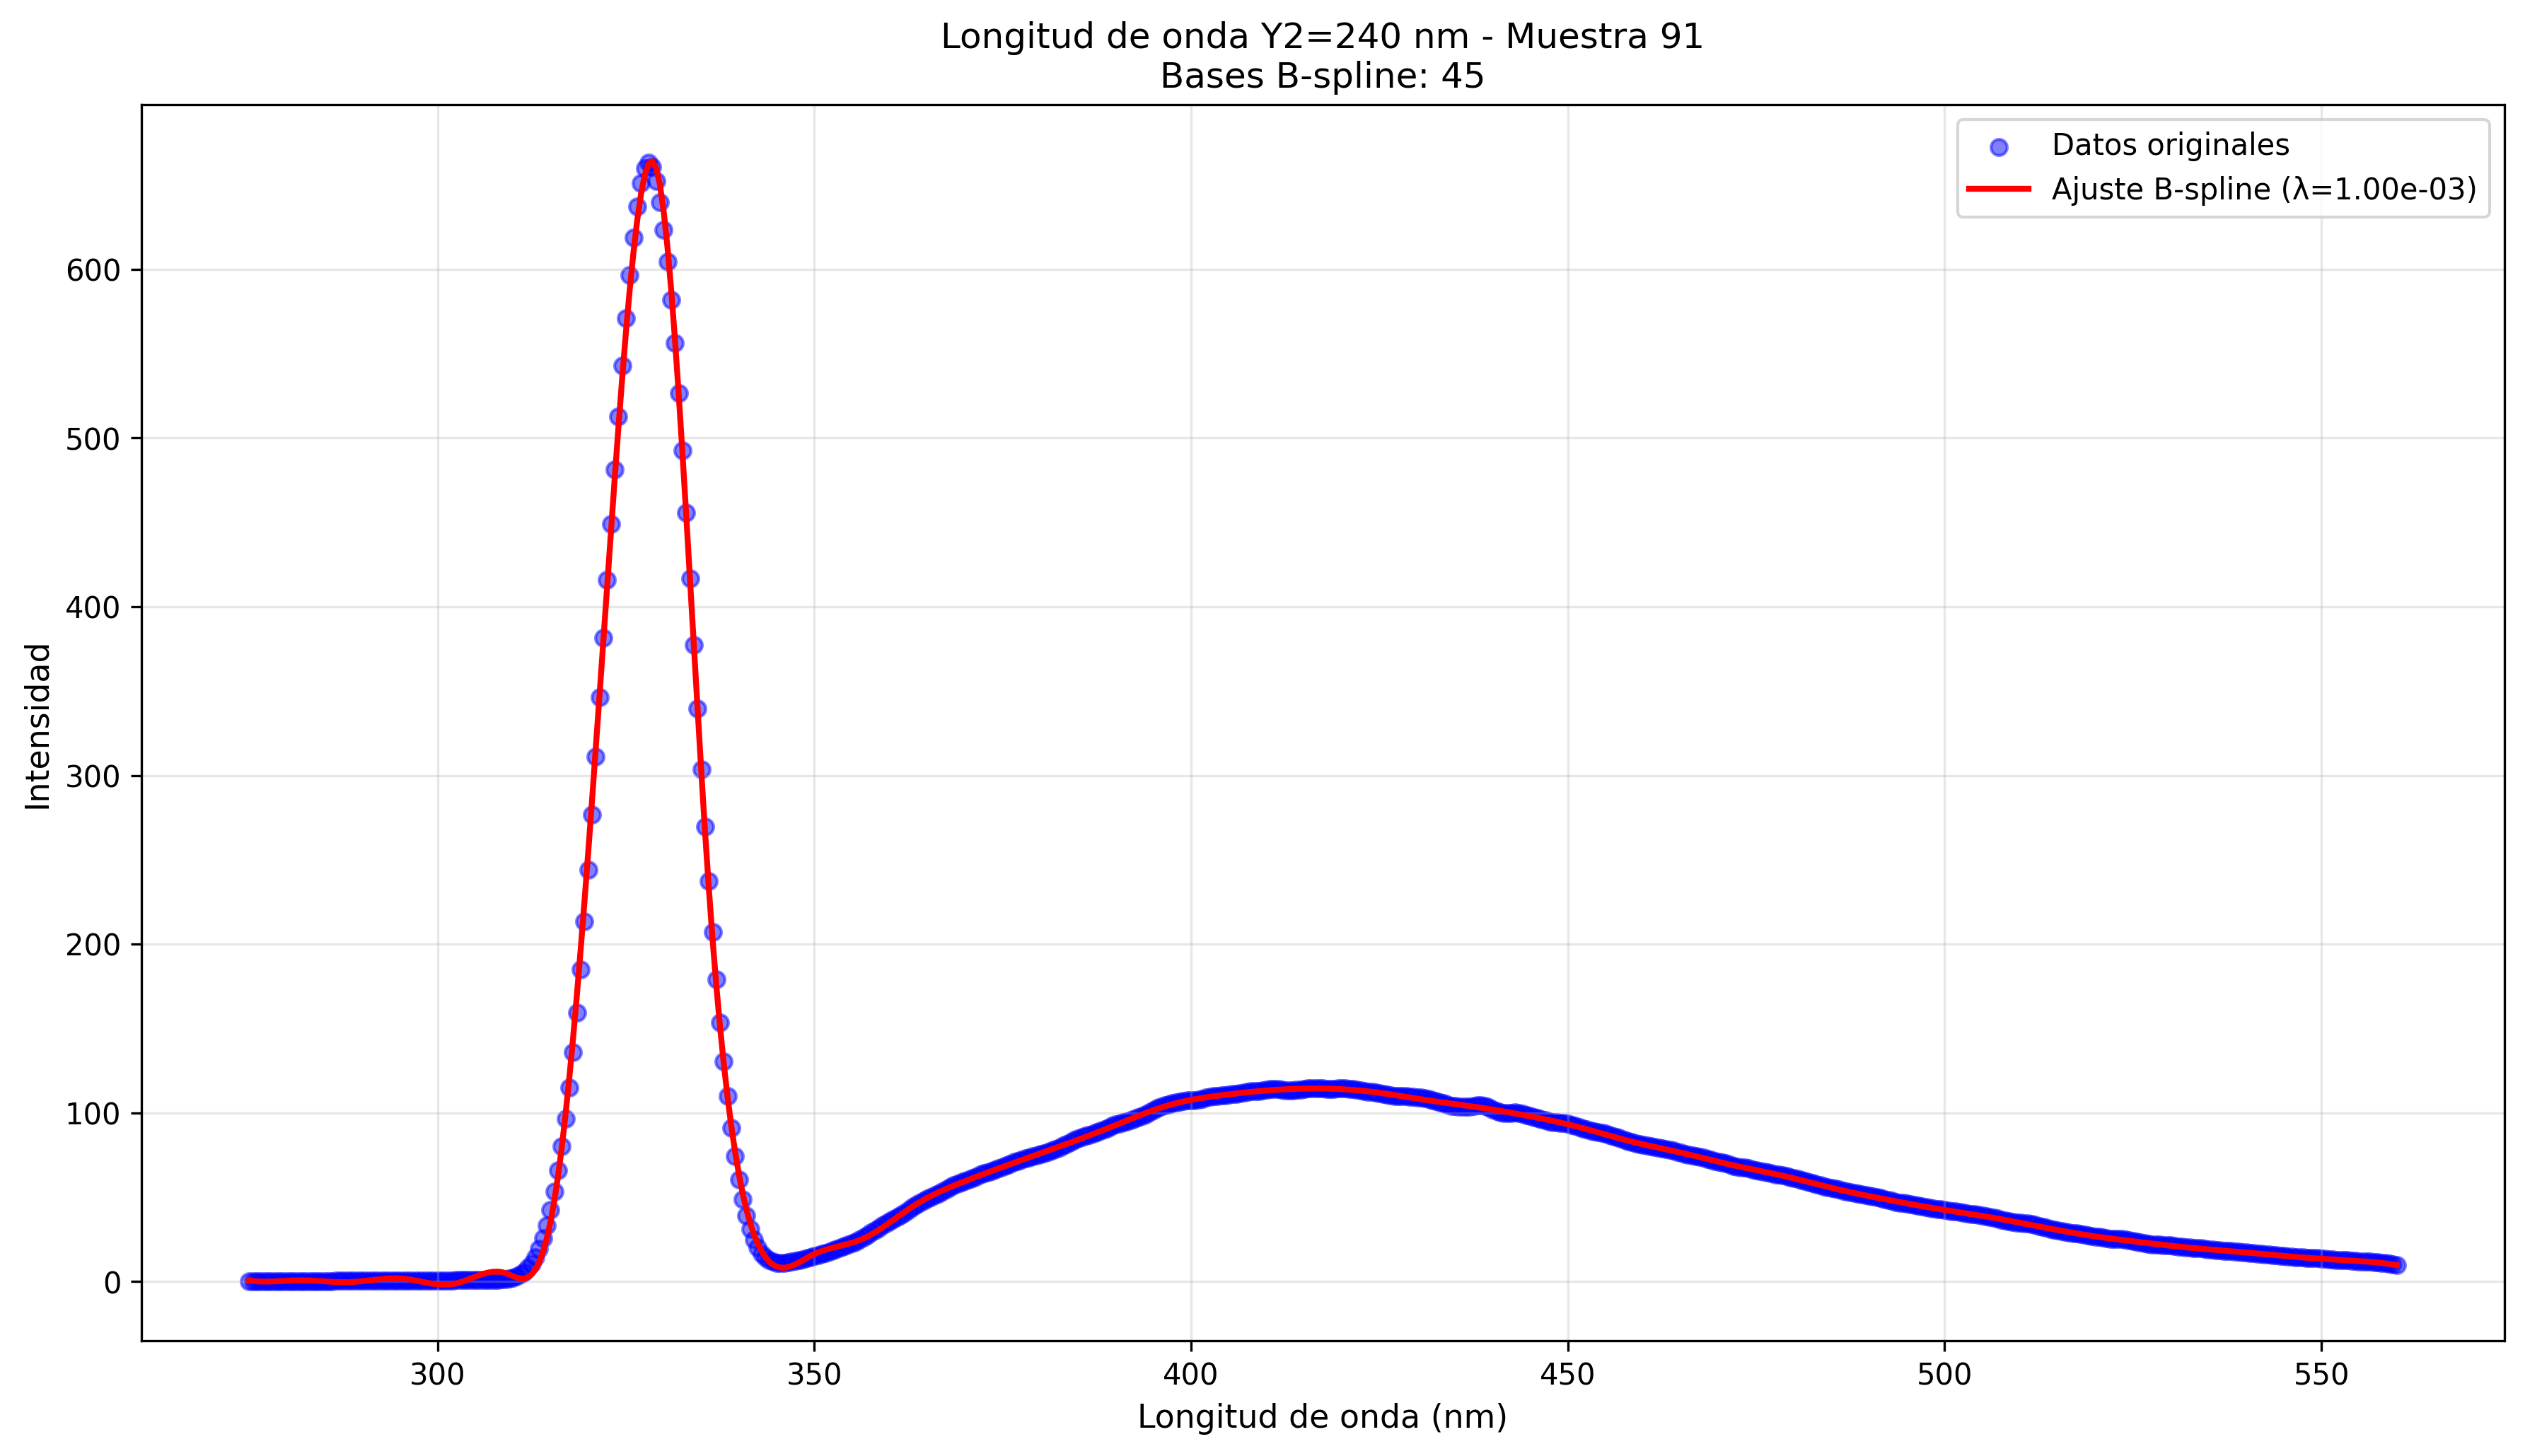 Longitud de onda Y2=240 nm - Muestra 91
Bases B-spline: 45
Datos originales
Ajuste B-spline (λ=1.00e-03)
Intensidad
600
500
400
300
200
100
0
300
350
400
450
500
550
Longitud de onda (nm)